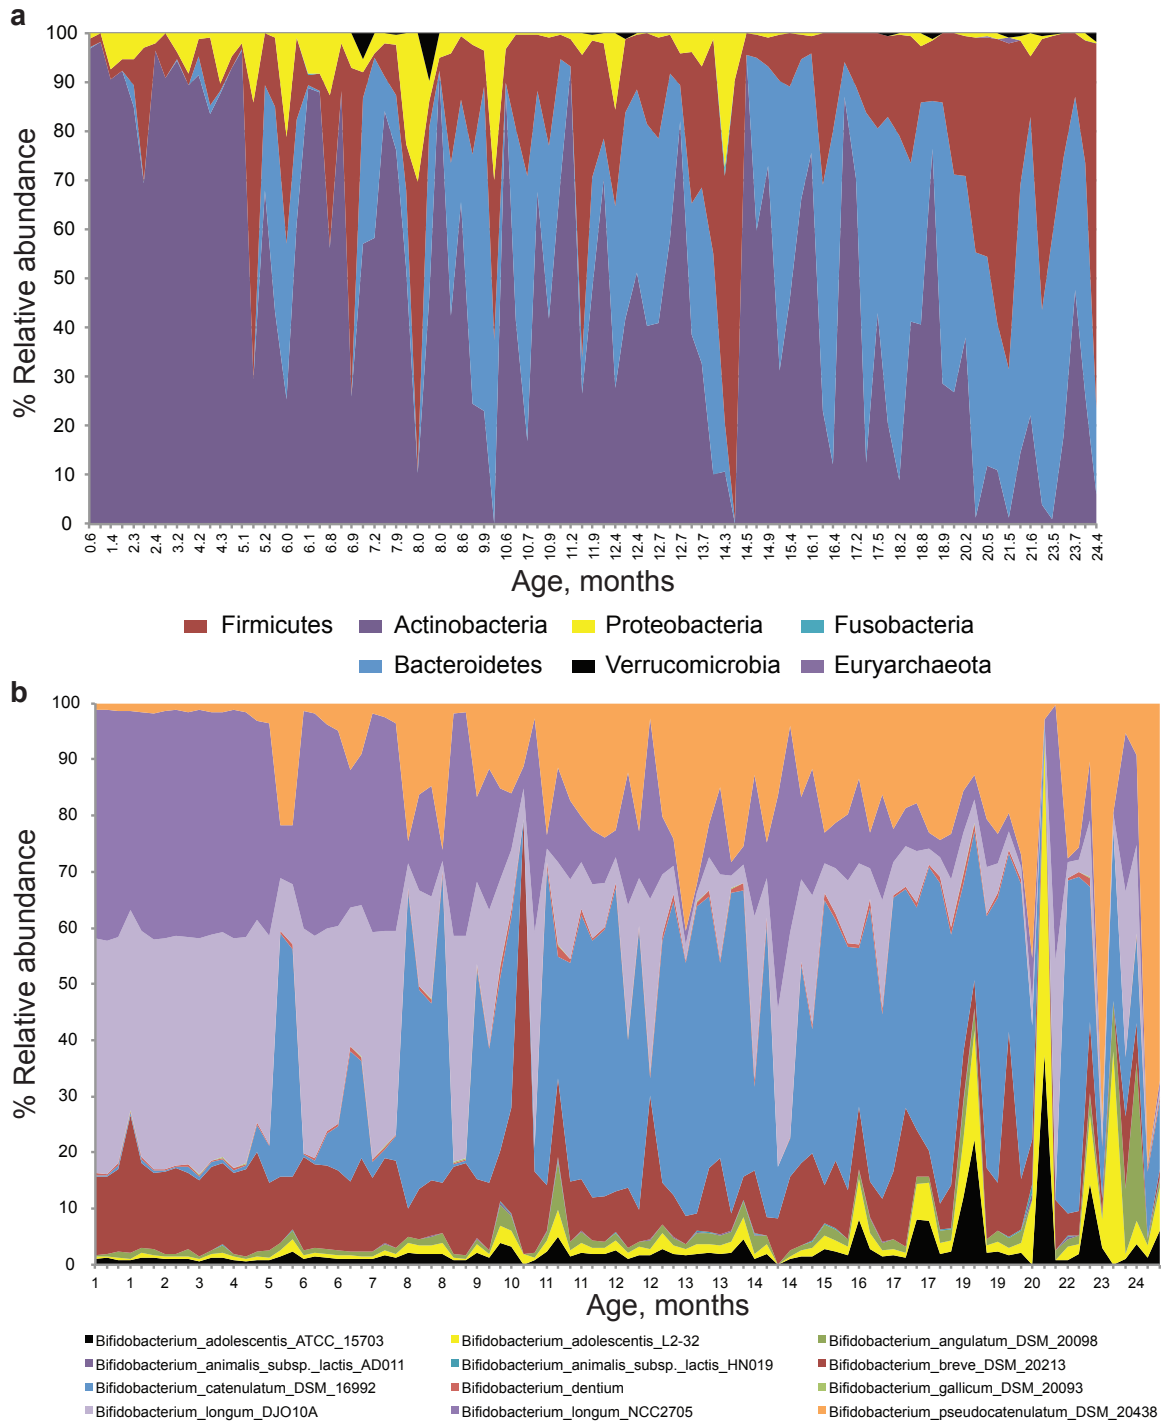 a
100
90
80
70
60
50
40
30
20
10
0
% Relative abundance
0.6 1.4 2.3 2.4 3.2 4.2 4.3 5.1 5.2 6.0 6.1 6.8 6.9 7.2 7.9 8.0 8.0 8.6 9.9 10.6 10.7 10.9 11.2 11.9 12.4 12.4 12.7 12.7 13.7 14.3 14.5 14.9 15.4 16.1 16.4 17.2 17.5 18.2 18.8 18.9 20.2 20.5 21.5 21.6 23.5 23.7 24.4
Age, months
Firmicutes Actinobacteria Proteobacteria Fusobacteria
Bacteroidetes Verrucomicrobia Euryarchaeota
b
100
90
80
70
60
50
40
30
20
10
0
% Relative abundance
1 1 2 3 4 5 6 6 7 8 8 9 10 11 11 12 12 13 13 14 14 15 16 17 17 19 19 20 22 23 24
Age, months
Bifidobacterium_adolescentis_ATCC_15703 Bifidobacterium_adolescentis_L2-32 Bifidobacterium_angulatum_DSM_20098
Bifidobacterium_animalis_subsp._lactis_AD011 Bifidobacterium_animalis_subsp._lactis_HN019 Bifidobacterium_breve_DSM_20213
Bifidobacterium_catenulatum_DSM_16992 Bifidobacterium_dentium Bifidobacterium_gallicum_DSM_20093
Bifidobacterium_longum_DJO10A Bifidobacterium_longum_NCC2705 Bifidobacterium_pseudocatenulatum_DSM_20438